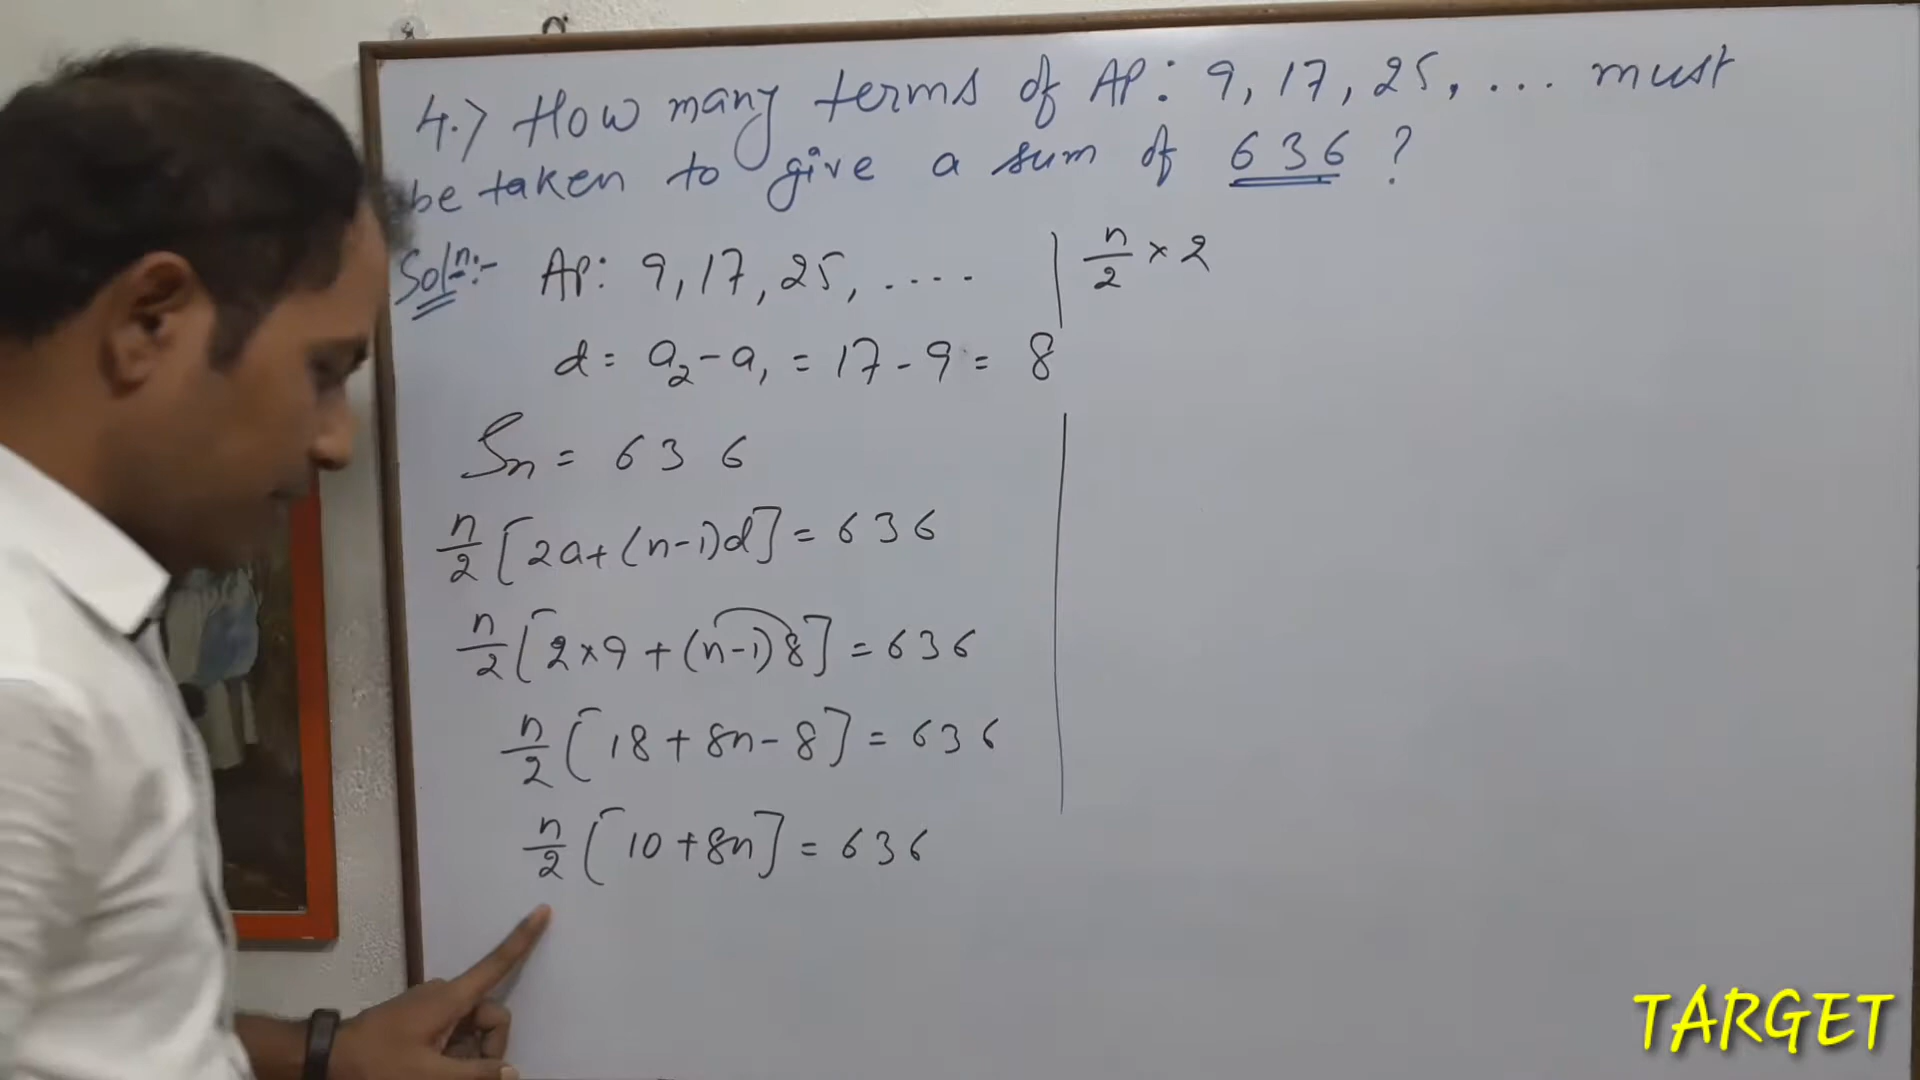 4.) How many terms of AP: 9, 17, 25, ... must
be taken to give a sum of 636 ?
Solⁿ:- AP: 9, 17, 25, ....
n/2 × 2
d = a₂ - a₁ = 17 - 9 = 8
Sn = 636
n/2 [2a + (n-1)d] = 636
n/2 [2×9 + (n-1)8] = 636
n/2 [18 + 8n - 8] = 636
n/2 [10 + 8n] = 636
TARGET